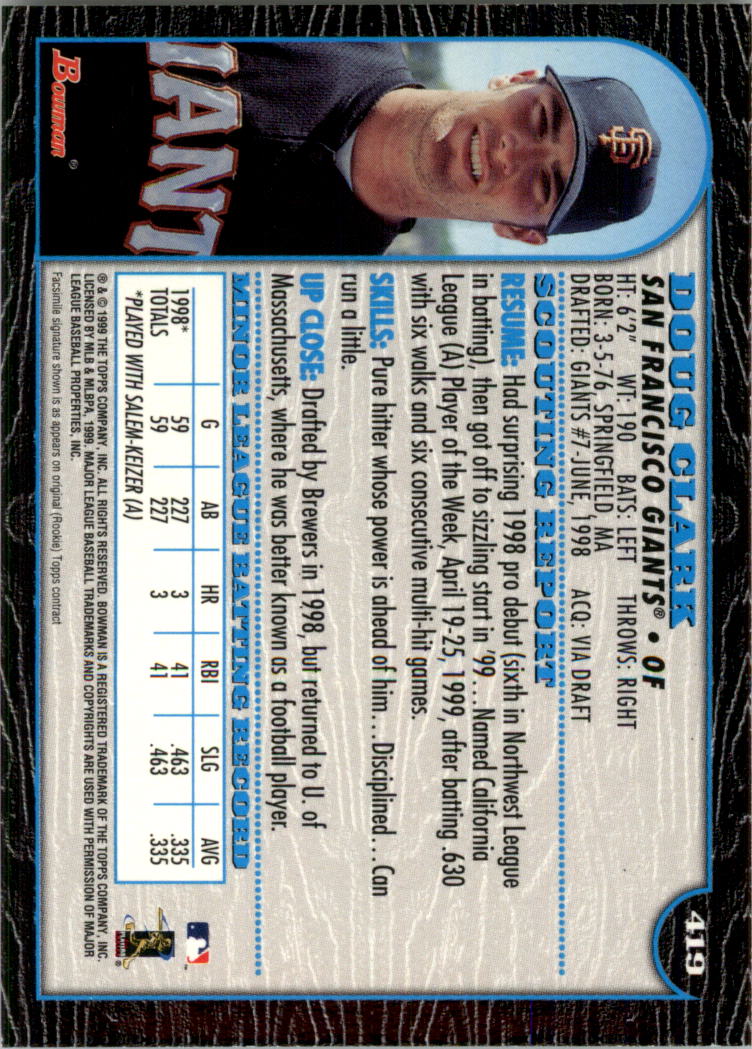 419
DOUG CLARK
SAN FRANCISCO GIANTS® • OF
HT: 6'2" WT: 190 BATS: LEFT THROWS: RIGHT
BORN: 3-5-76, SPRINGFIELD, MA
DRAFTED: GIANTS #7-JUNE, 1998 ACQ: VIA DRAFT
SCOUTING REPORT
RESUME: Had surprising 1998 pro debut (sixth in Northwest League
in batting), then got off to sizzling start in '99...Named California
League (A) Player of the Week, April 19-25, 1999, after batting .630
with six walks and six consecutive multi-hit games.
SKILLS: Pure hitter whose power is ahead of him...Disciplined...Can
run a little.
UP CLOSE: Drafted by Brewers in 1998, but returned to U. of
Massachusetts, where he was better known as a football player.
MINOR LEAGUE BATTING RECORD
G AB HR RBI SLG AVG
1998* 59 227 3 41 .463 .335
TOTALS 59 227 3 41 .463 .335
*PLAYED WITH SALEM-KEIZER (A)
® & © 1999 THE TOPPS COMPANY, INC. ALL RIGHTS RESERVED. BOWMAN IS A REGISTERED TRADEMARK OF THE TOPPS COMPANY, INC.
LICENSED BY MLB & MLBPA, 1999. MAJOR LEAGUE BASEBALL TRADEMARKS AND COPYRIGHTS ARE USED WITH PERMISSION OF MAJOR
LEAGUE BASEBALL PROPERTIES, INC.
Facsimile signature shown is as appears on original (Rookie) Topps contract
SF
IANT
Bowman®